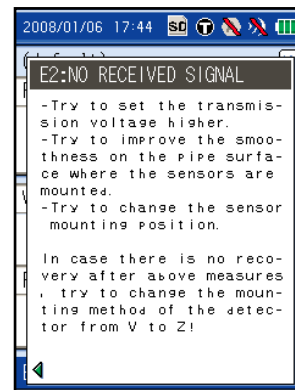 2008/01/06 17:44 SD T
E2:NO RECEIVED SIGNAL
-Try to set the transmis-
sion voltage higher.
-Try to improve the smoo-
thness on the pipe surfa-
ce where the sensors are
mounted.
-Try to change the sensor
mounting position.
In case there is no reco-
very after above measures
, try to change the moun-
ting method of the detec-
tor from V to Z!